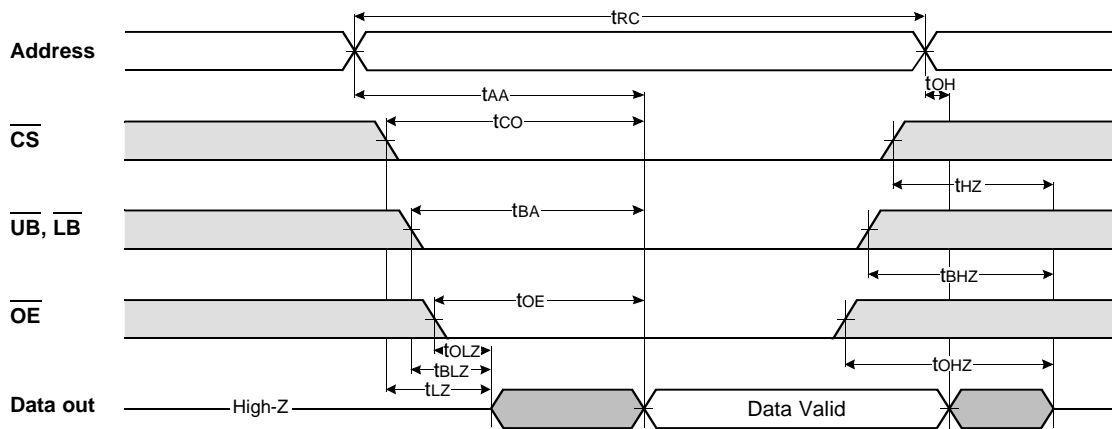 tRC
Address
tOH
tAA
tCO
CS
tHZ
tBA
UB, LB
tBHZ
tOE
OE
tOLZ
tBLZ
tOHZ
tLZ
Data out
High-Z
Data Valid